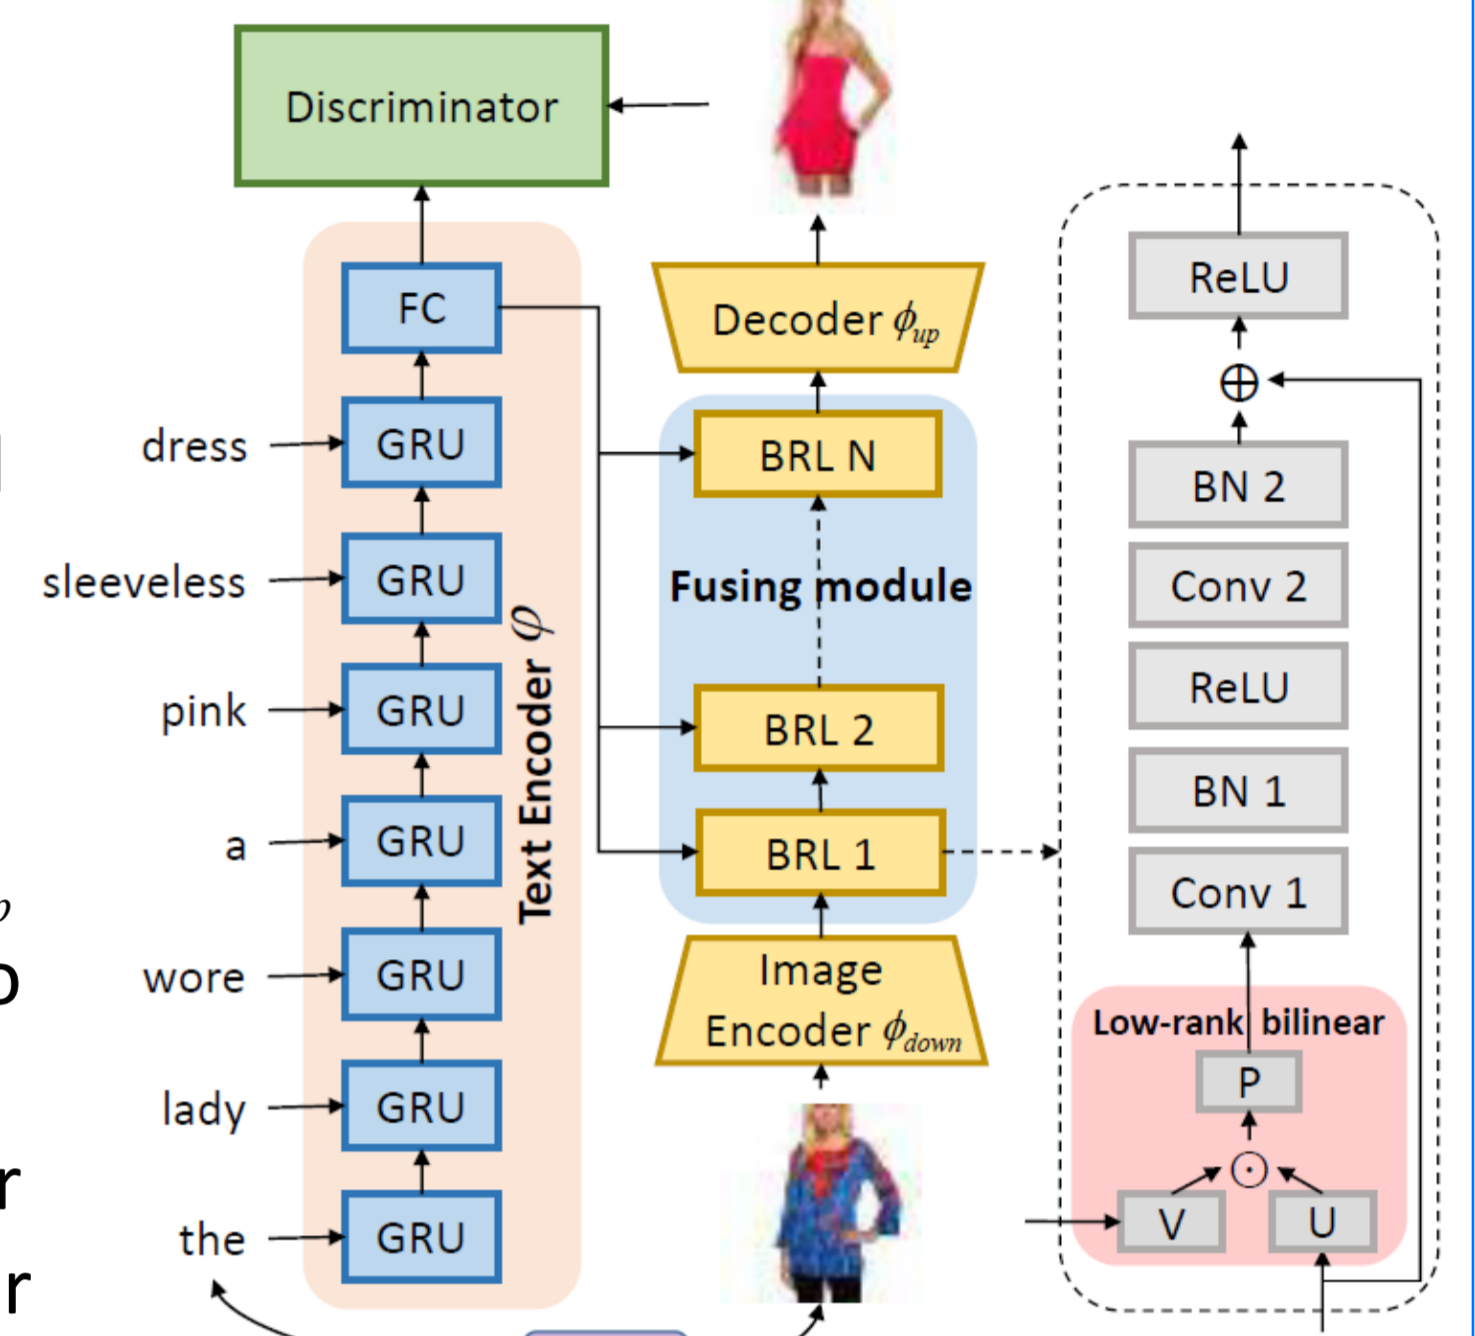 Discriminator
FC
dress
GRU
sleeveless
GRU
pink
GRU
a
GRU
wore
GRU
lady
GRU
the
GRU
Text Encoder φ
Decoder ϕup
BRL N
Fusing module
BRL 2
BRL 1
Image
Encoder ϕdown
ReLU
⊕
BN 2
Conv 2
ReLU
BN 1
Conv 1
Low-rank bilinear
P
⊙
V
U
r
r